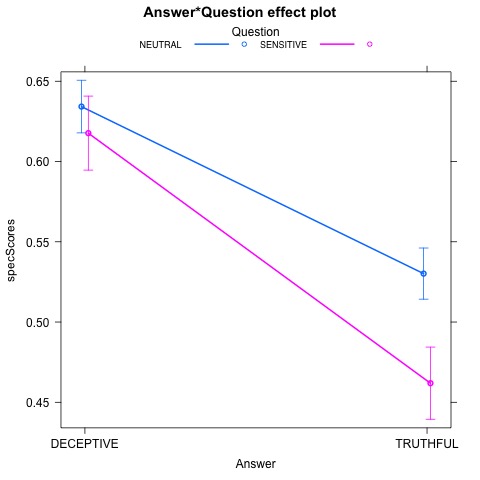 Answer*Question effect plot
Question
NEUTRAL SENSITIVE
0.65
0.60
0.55
0.50
0.45
specScores
DECEPTIVE TRUTHFUL
Answer